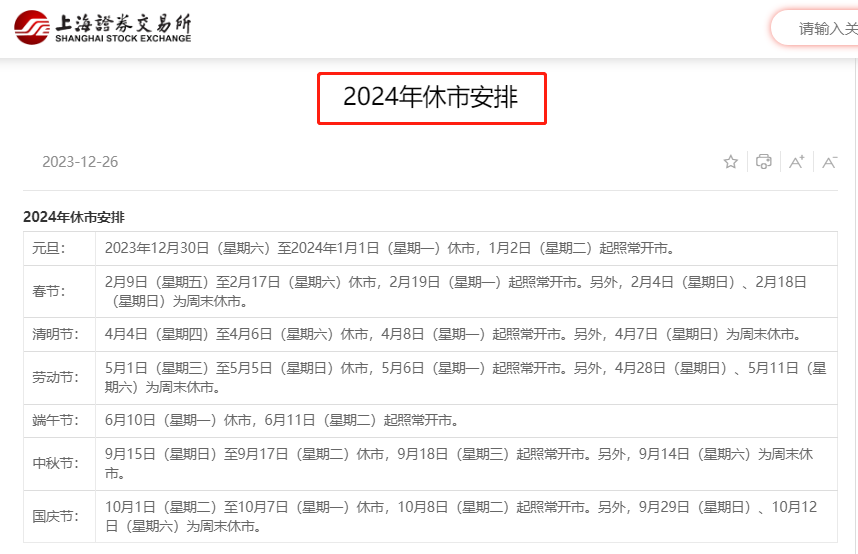 上海證券交易所
SHANGHAI STOCK EXCHANGE
请输入关
2024年休市安排
2023-12-26
A+
A-
2024年休市安排
元旦：
2023年12月30日（星期六）至2024年1月1日（星期一）休市，1月2日（星期二）起照常开市。
春节：
2月9日（星期五）至2月17日（星期六）休市，2月19日（星期一）起照常开市。另外，2月4日（星期日）、2月18日
（星期日）为周末休市。
清明节：
4月4日（星期四）至4月6日（星期六）休市，4月8日（星期一）起照常开市。另外，4月7日（星期日）为周末休市。
劳动节：
5月1日（星期三）至5月5日（星期日）休市，5月6日（星期一）起照常开市。另外，4月28日（星期日）、5月11日（星
期六）为周末休市。
端午节：
6月10日（星期一）休市，6月11日（星期二）起照常开市。
中秋节：
9月15日（星期日）至9月17日（星期二）休市，9月18日（星期三）起照常开市。另外，9月14日（星期六）为周末休
市。
国庆节：
10月1日（星期二）至10月7日（星期一）休市，10月8日（星期二）起照常开市。另外，9月29日（星期日）、10月12
日（星期六）为周末休市。